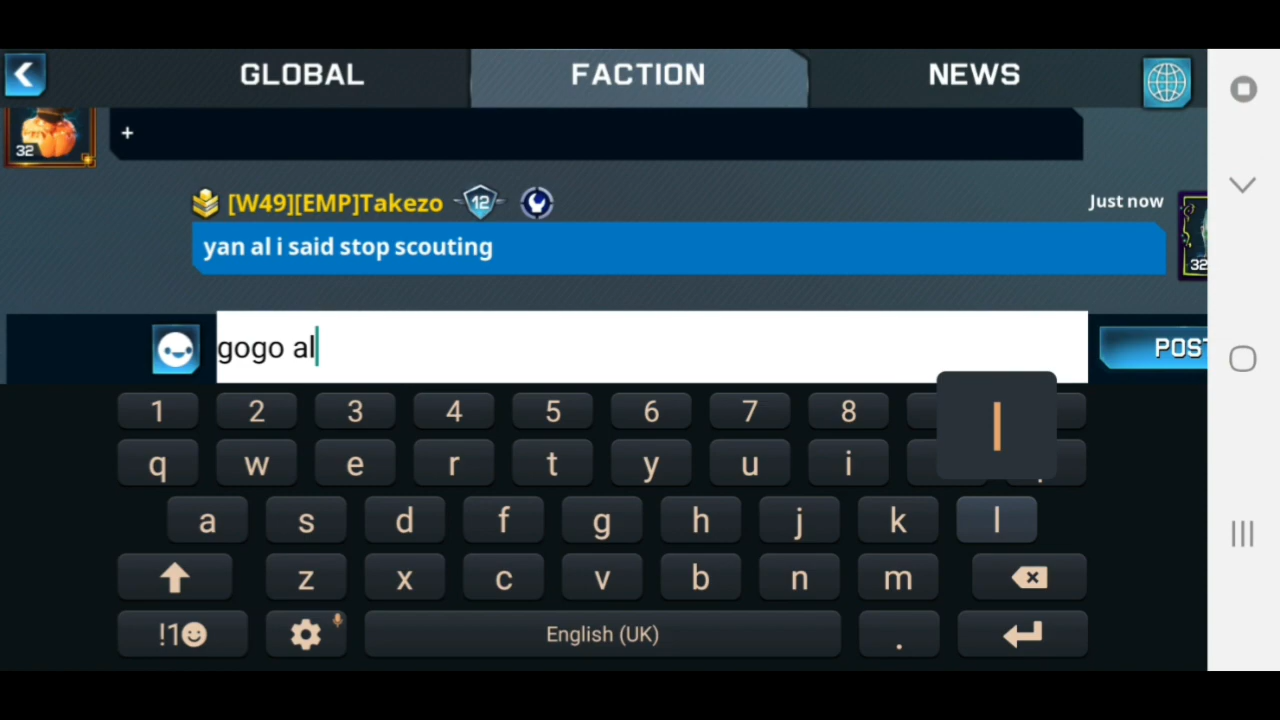 GLOBAL FACTION NEWS
32
+
[W49][EMP]Takezo 12 Just now
yan al i said stop scouting
32
gogo al
POST
1 2 3 4 5 6 7 8
q w e r t y u i
l
a s d f g h j k l
z x c v b n m
!1 English (UK) .